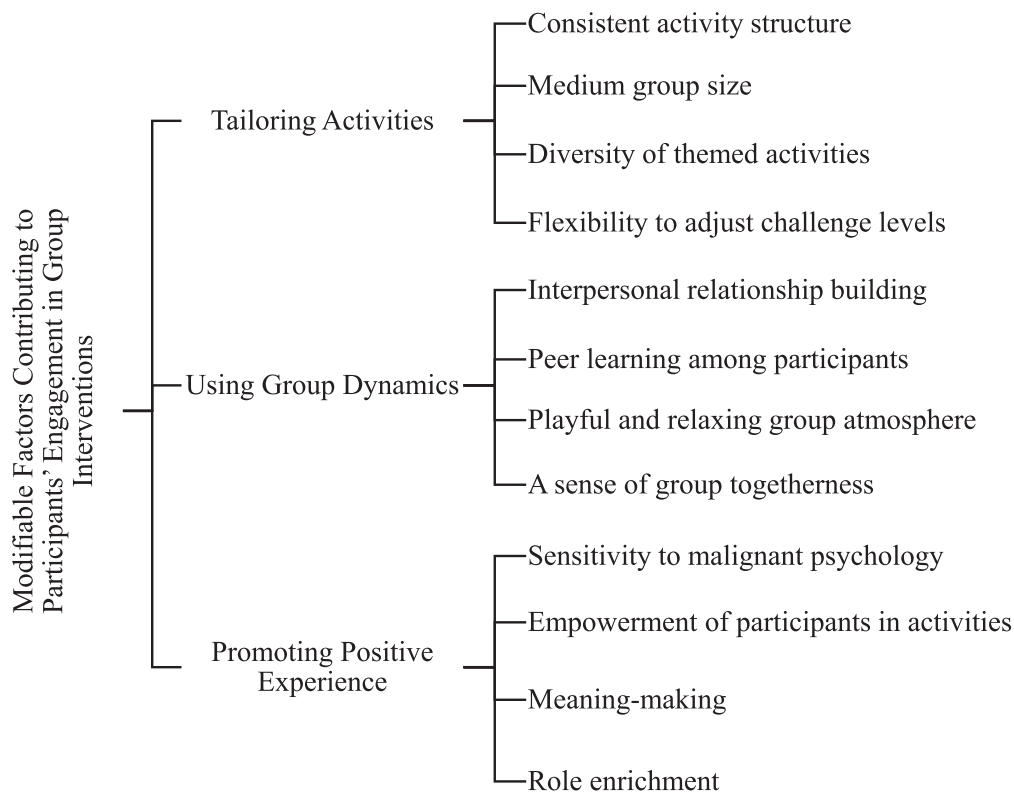 Modifiable Factors Contributing to
Participants’ Engagement in Group
Interventions
Tailoring Activities
Consistent activity structure
Medium group size
Diversity of themed activities
Flexibility to adjust challenge levels
Using Group Dynamics
Interpersonal relationship building
Peer learning among participants
Playful and relaxing group atmosphere
A sense of group togetherness
Promoting Positive
Experience
Sensitivity to malignant psychology
Empowerment of participants in activities
Meaning-making
Role enrichment